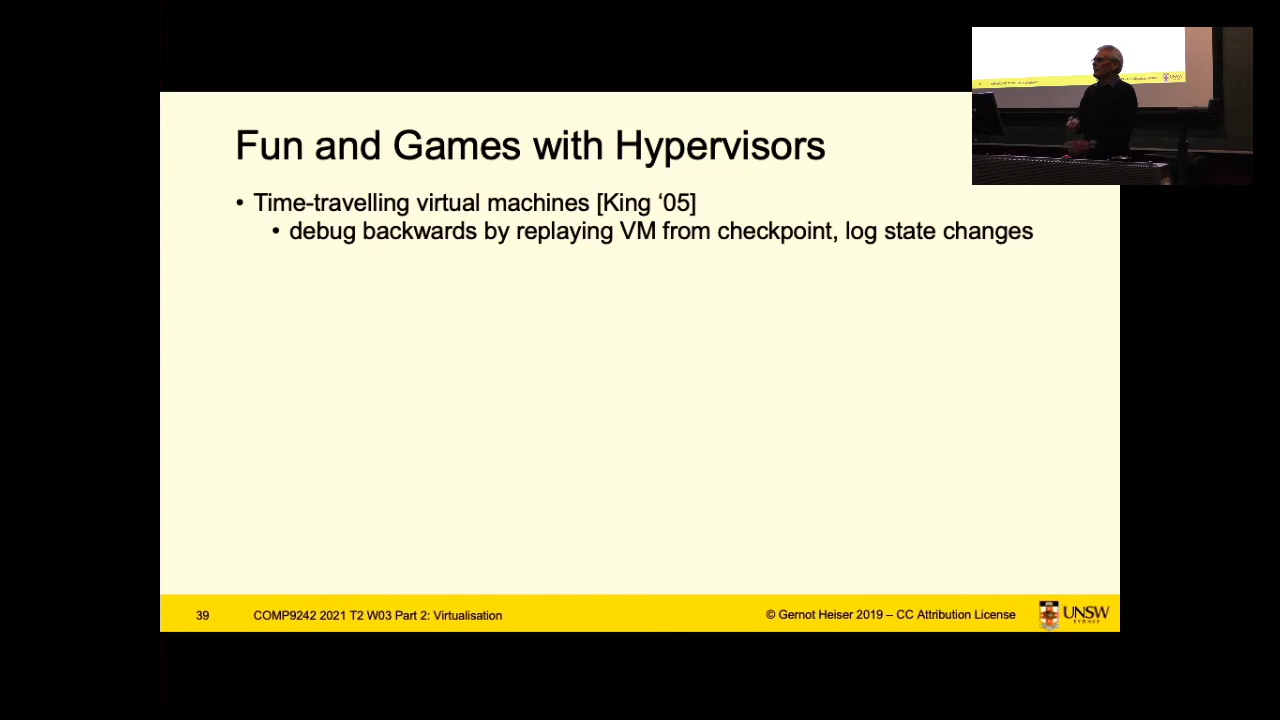 Fun and Games with Hypervisors
• Time-travelling virtual machines [King ‘05]
• debug backwards by replaying VM from checkpoint, log state changes
39 COMP9242 2021 T2 W03 Part 2: Virtualisation © Gernot Heiser 2019 – CC Attribution License UNSW
SYDNEY